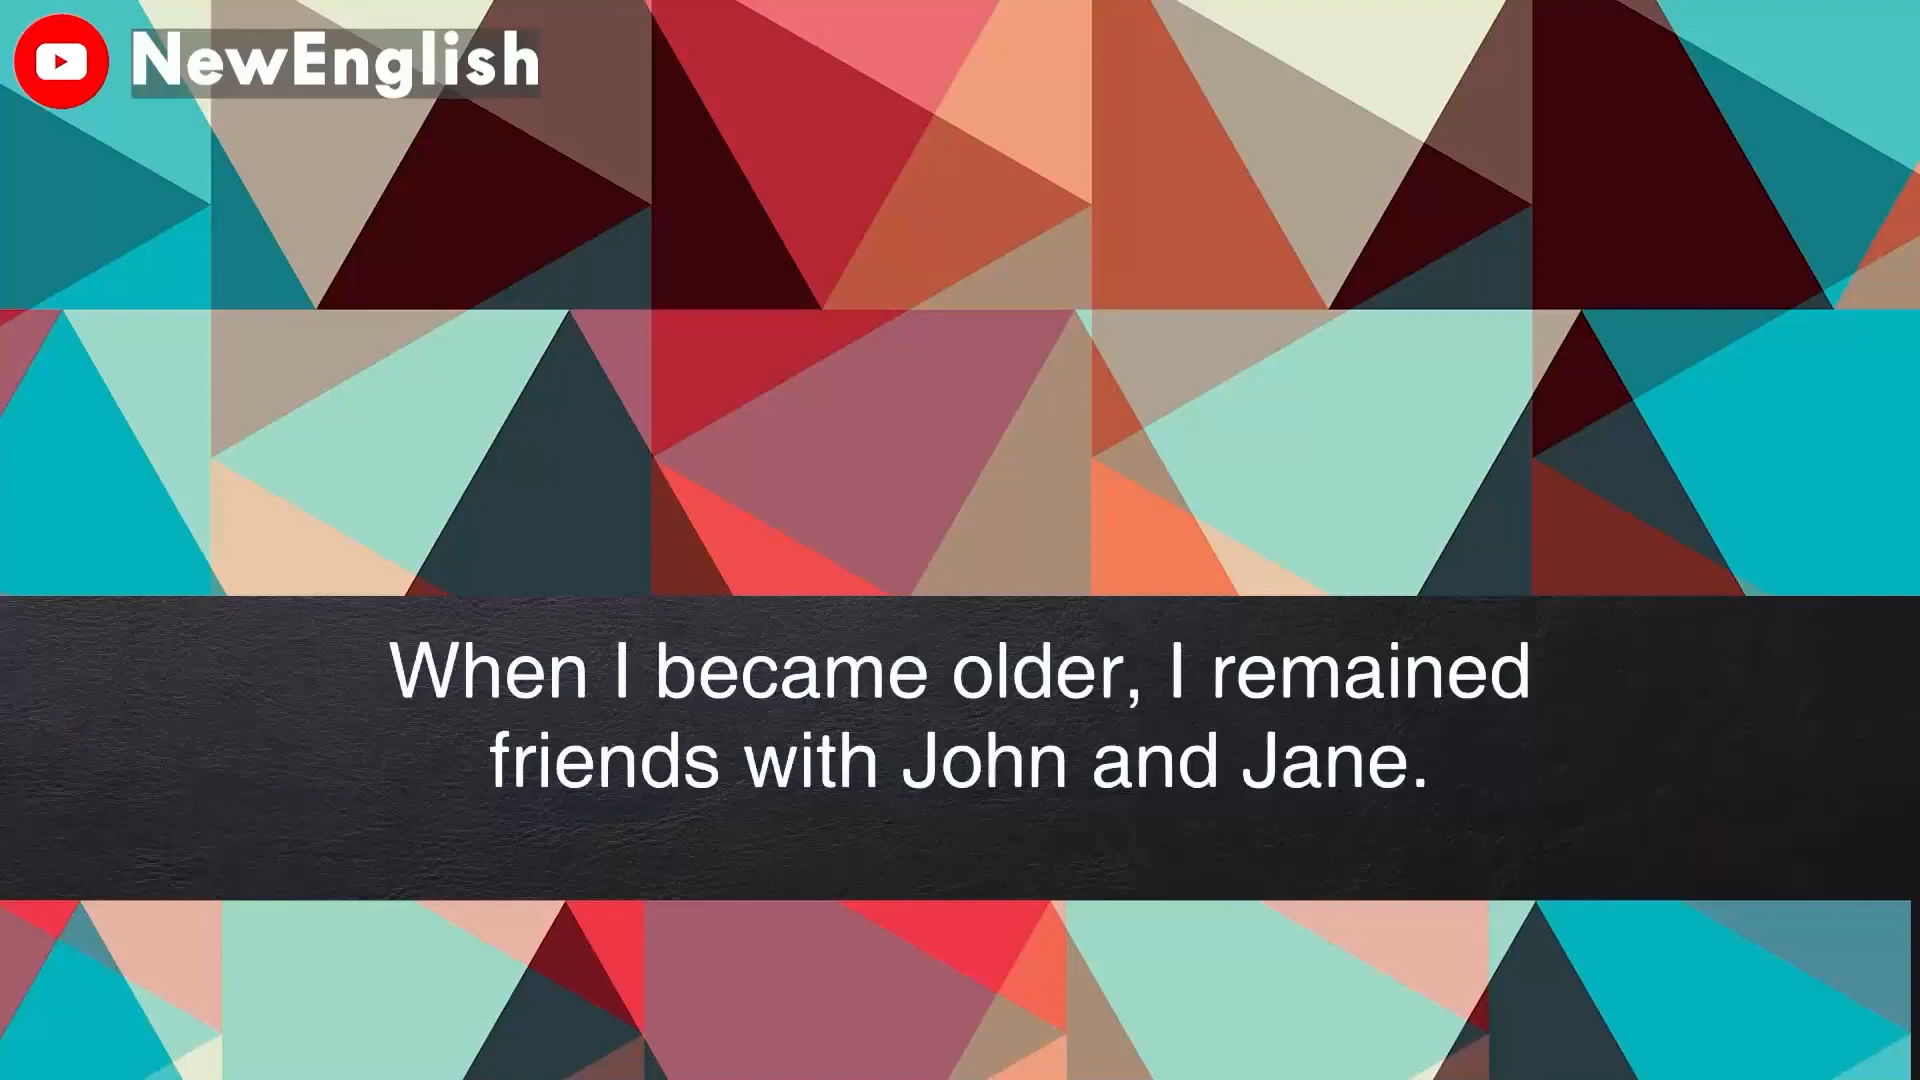 NewEnglish
When I became older, I remained
friends with John and Jane.